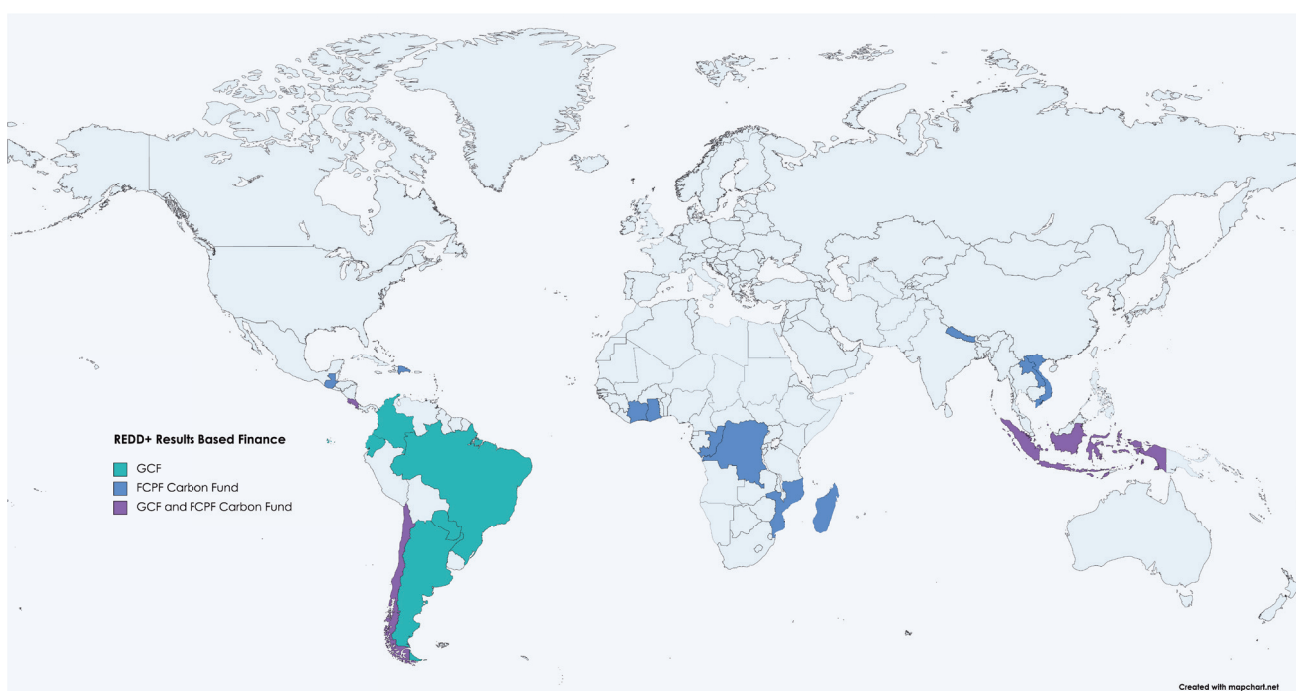 REDD+ Results Based Finance
GCF
FCPF Carbon Fund
GCF and FCPF Carbon Fund
Created with mapchart.net